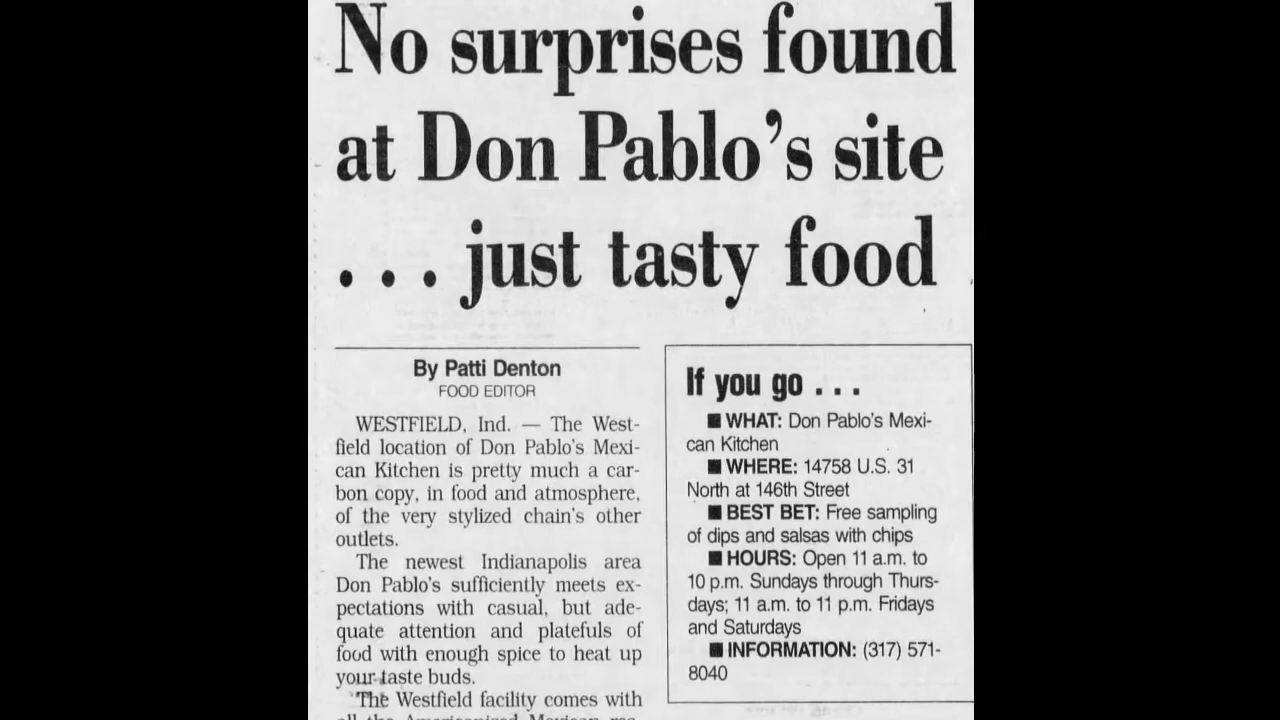 No surprises found
at Don Pablo's site
. . . just tasty food
By Patti Denton
FOOD EDITOR
WESTFIELD, Ind. — The West-
field location of Don Pablo's Mexi-
can Kitchen is pretty much a car-
bon copy, in food and atmosphere,
of the very stylized chain's other
outlets.
The newest Indianapolis area
Don Pablo's sufficiently meets ex-
pectations with casual, but ade-
quate attention and platefuls of
food with enough spice to heat up
your taste buds.
The Westfield facility comes with
all the Americanized Mexican res-
If you go . . .
■ WHAT: Don Pablo's Mexi-
can Kitchen
■ WHERE: 14758 U.S. 31
North at 146th Street
■ BEST BET: Free sampling
of dips and salsas with chips
■ HOURS: Open 11 a.m. to
10 p.m. Sundays through Thurs-
days; 11 a.m. to 11 p.m. Fridays
and Saturdays
■ INFORMATION: (317) 571-
8040